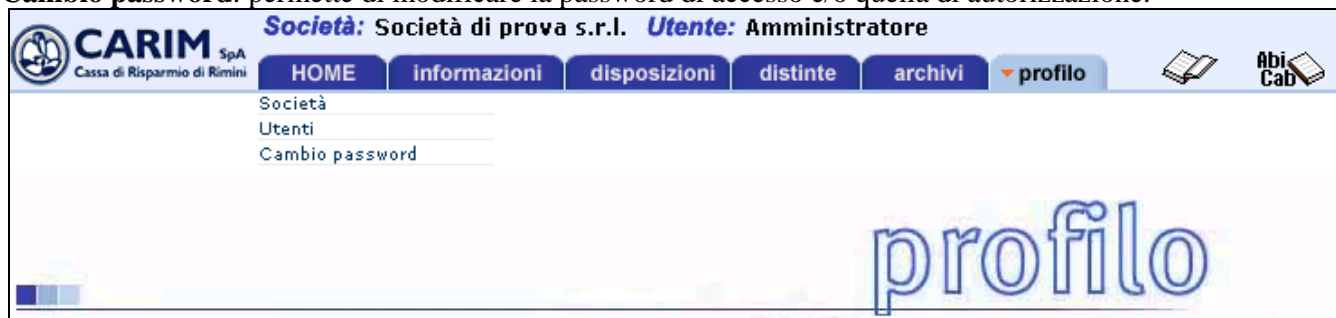 Cambio password: permette di modificare la password di accesso e/o quella di autorizzazione.
Società: Società di prova s.r.l. Utente: Amministratore
CARIM SpA
Cassa di Risparmio di Rimini
HOME informazioni disposizioni distinte archivi profilo
Abi
Cab
Società
Utenti
Cambio password
profilo